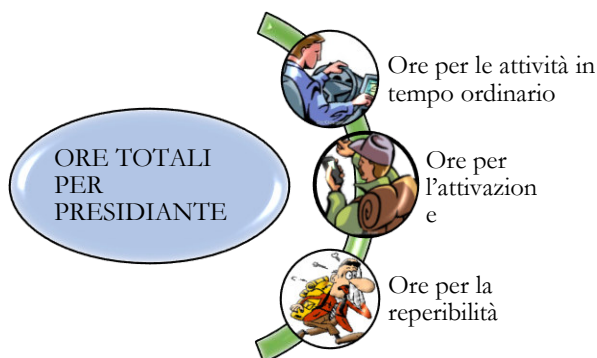 ORE TOTALI
PER
PRESIDIANTE
Ore per le attività in
tempo ordinario
Ore per
l'attivazion
e
Ore per la
reperibilità